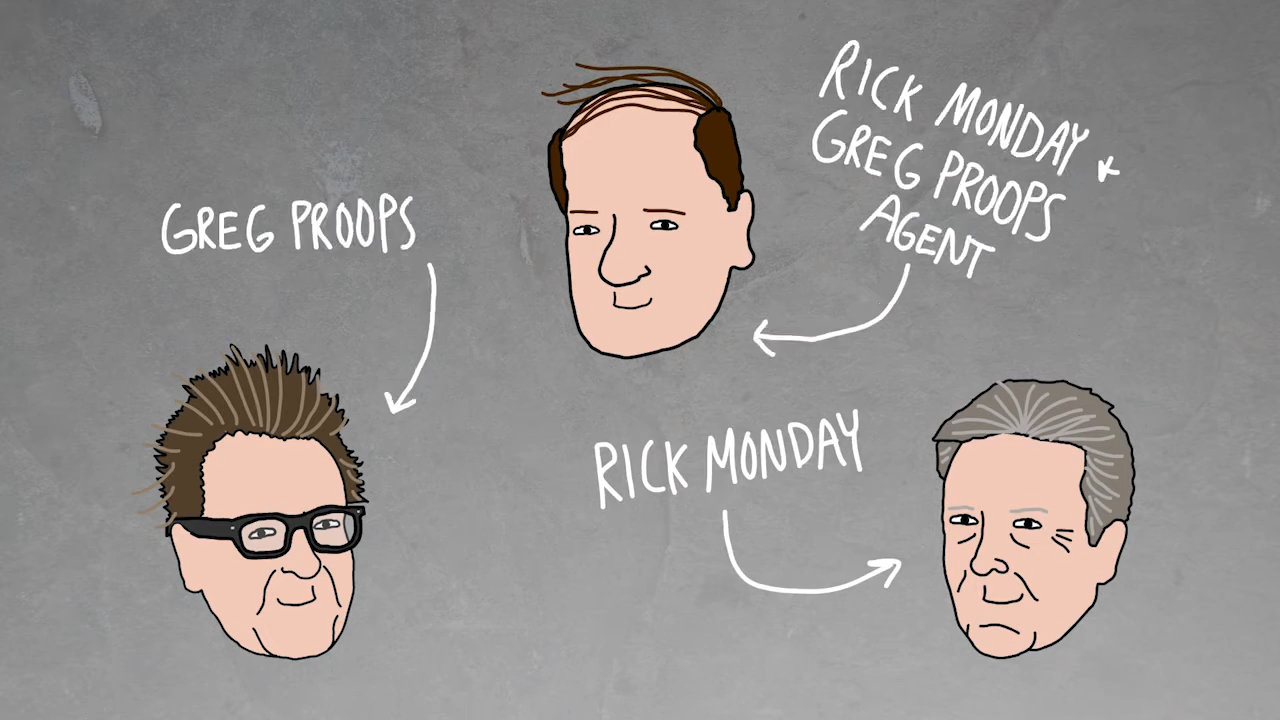 RICK MONDAY +
GREG PROOPS
AGENT
GREG PROOPS
RICK MONDAY